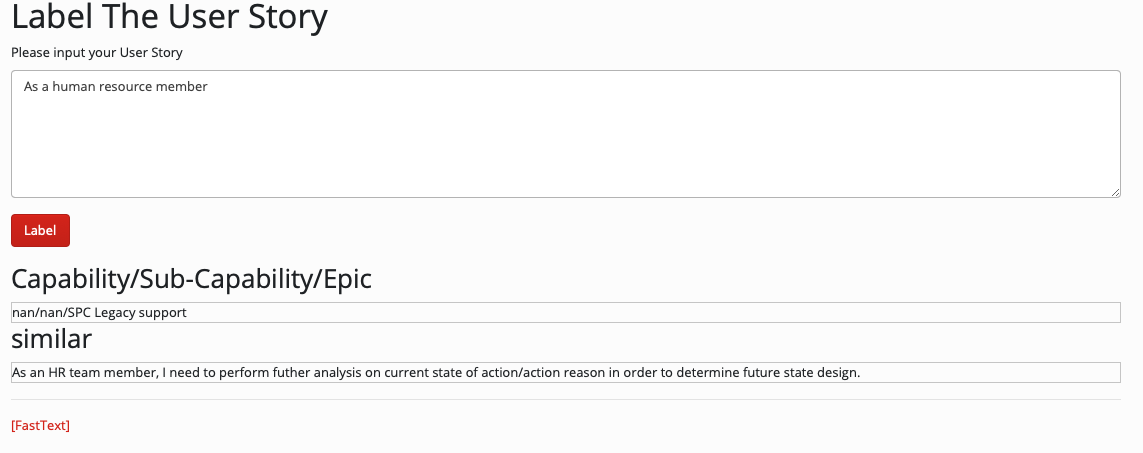 Label The User Story
Please input your User Story
As a human resource member
Label
Capability/Sub-Capability/Epic
nan/nan/SPC Legacy support
similar
As an HR team member, I need to perform futher analysis on current state of action/action reason in order to determine future state design.
[FastText]